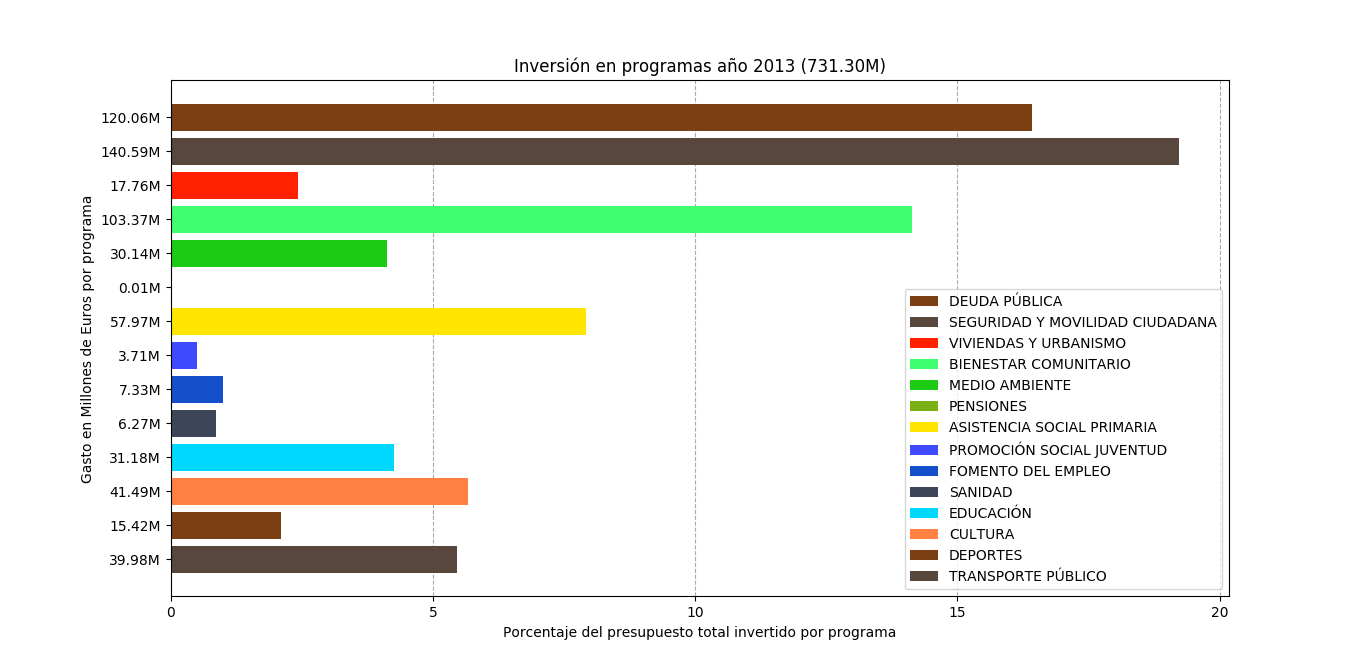 Inversión en programas año 2013 (731.30M)
Gasto en Millones de Euros por programa
120.06M
140.59M
17.76M
103.37M
30.14M
0.01M
57.97M
3.71M
7.33M
6.27M
31.18M
41.49M
15.42M
39.98M
DEUDA PÚBLICA
SEGURIDAD Y MOVILIDAD CIUDADANA
VIVIENDAS Y URBANISMO
BIENESTAR COMUNITARIO
MEDIO AMBIENTE
PENSIONES
ASISTENCIA SOCIAL PRIMARIA
PROMOCIÓN SOCIAL JUVENTUD
FOMENTO DEL EMPLEO
SANIDAD
EDUCACIÓN
CULTURA
DEPORTES
TRANSPORTE PÚBLICO
0 5 10 15 20
Porcentaje del presupuesto total invertido por programa